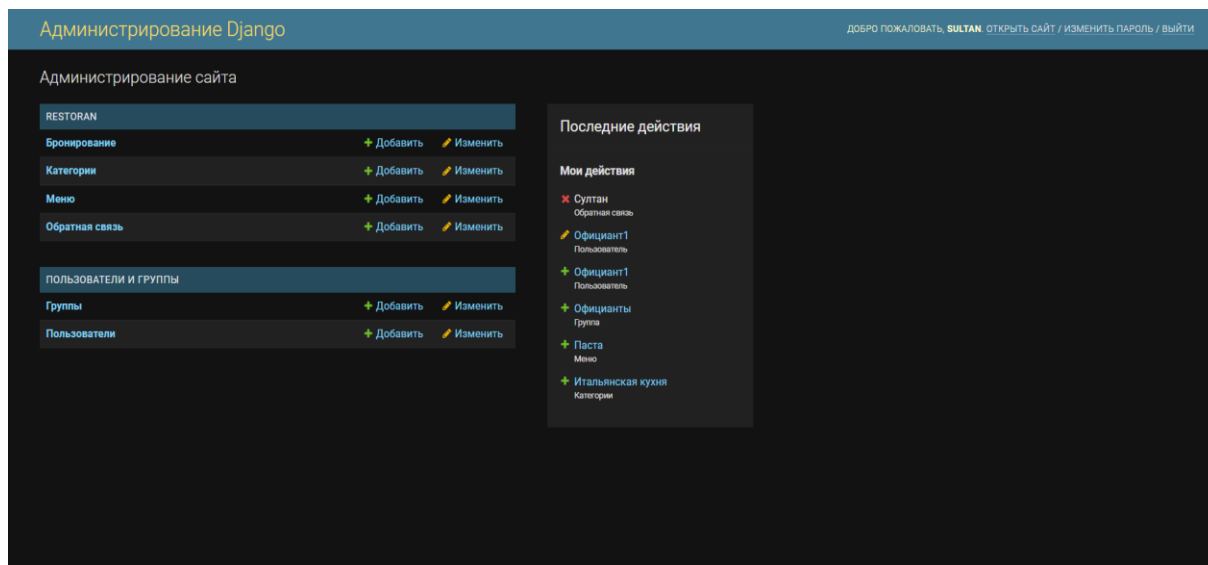 Администрирование Django
ДОБРО ПОЖАЛОВАТЬ, SULTAN. ОТКРЫТЬ САЙТ / ИЗМЕНИТЬ ПАРОЛЬ / ВЫЙТИ
Администрирование сайта
RESTORAN
Бронирование Добавить Изменить
Категории Добавить Изменить
Меню Добавить Изменить
Обратная связь Добавить Изменить
ПОЛЬЗОВАТЕЛИ И ГРУППЫ
Группы Добавить Изменить
Пользователи Добавить Изменить
Последние действия
Мои действия
Султан
Обратная связь
Официант1
Пользователь
Официант1
Пользователь
Официанты
Группа
Паста
Меню
Итальянская кухня
Категории